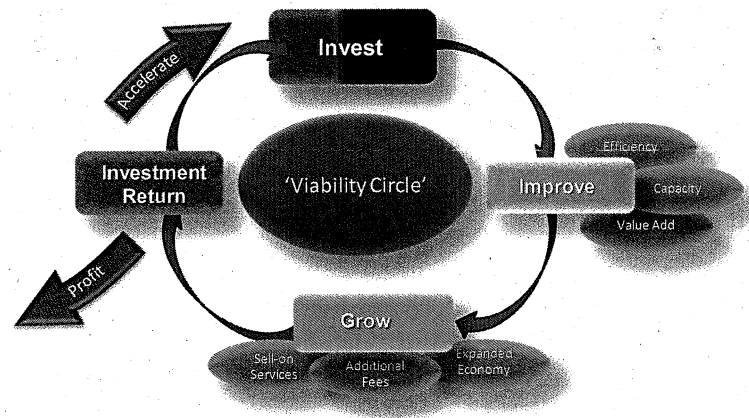 Invest
Accelerate
Efficiency
Investment
Return
'Viability Circle'
Improve
Capacity
Value Add
Profit
Grow
Sell-on
Services
Additional
Fees
Expanded
Economy